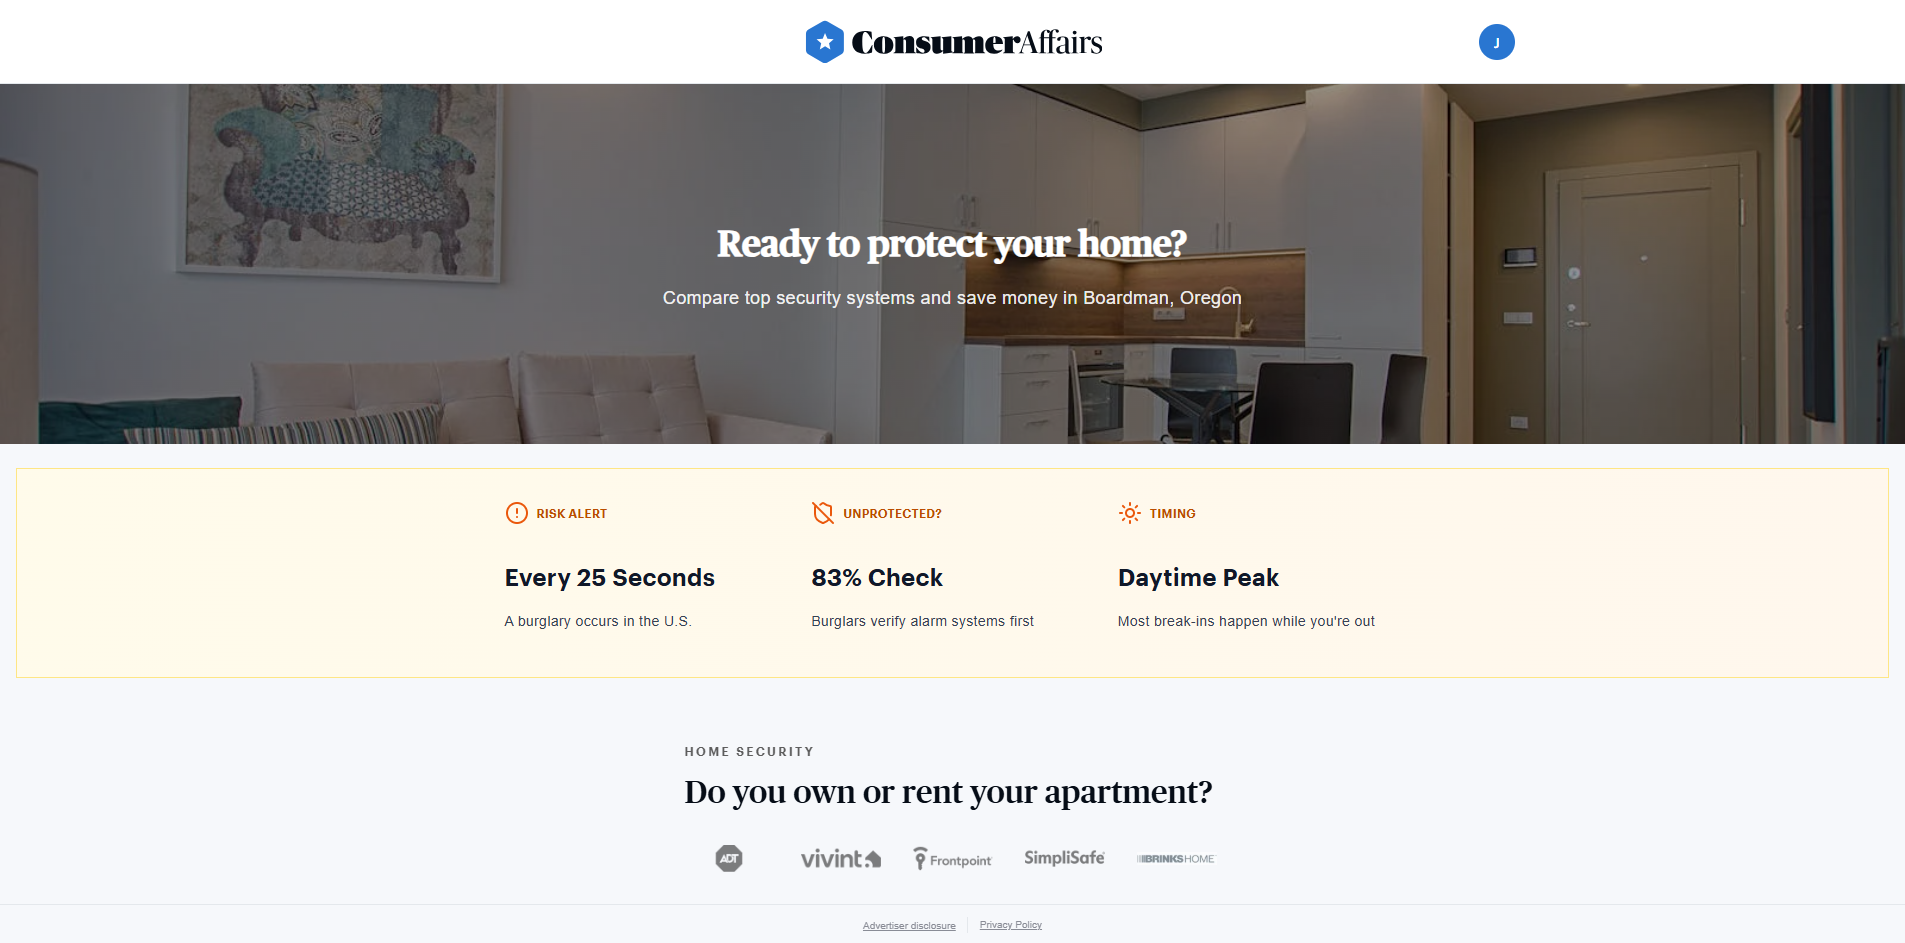 ConsumerAffairs
J
Ready to protect your home?
Compare top security systems and save money in Boardman, Oregon
RISK ALERT
Every 25 Seconds
A burglary occurs in the U.S.
UNPROTECTED?
83% Check
Burglars verify alarm systems first
TIMING
Daytime Peak
Most break-ins happen while you're out
HOME SECURITY
Do you own or rent your apartment?
ADT vivint Frontpoint SimpliSafe BRINKS HOME
Advertiser disclosure Privacy Policy